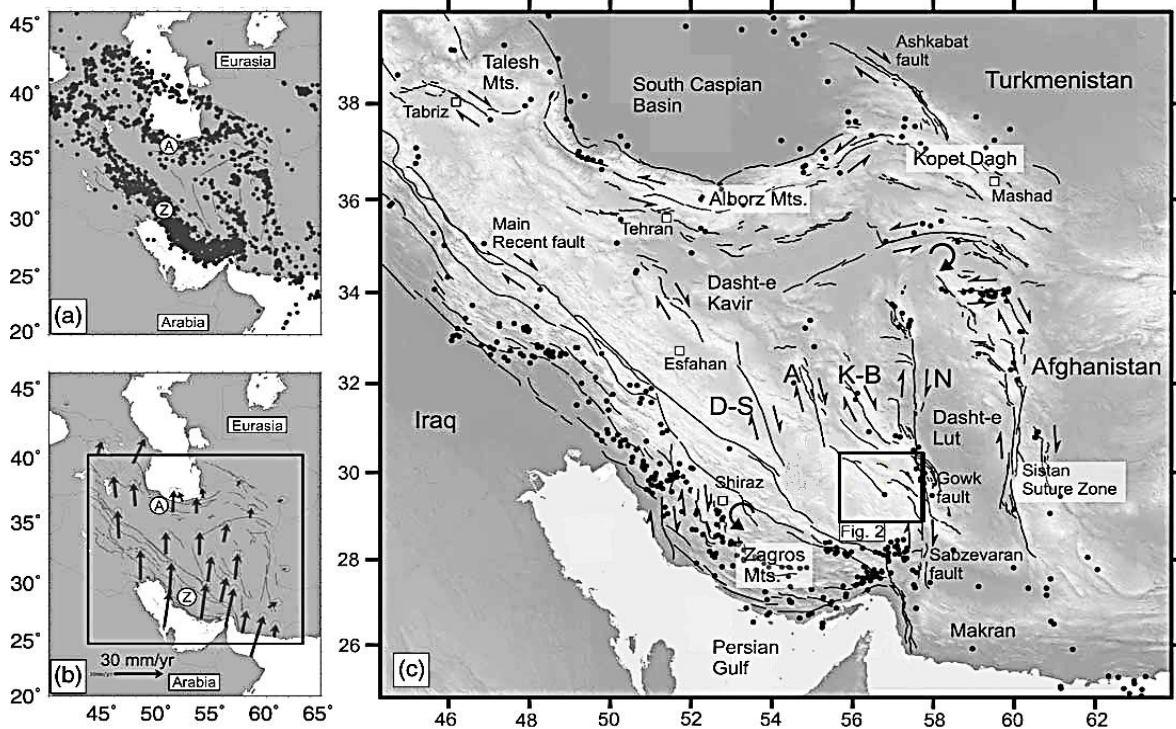 45˚
40˚
35˚
30˚
25˚
20˚
Eurasia
A
Z
(a)
Arabia
45˚
40˚
35˚
30˚
25˚
20˚
Eurasia
A
Z
30 mm/yr
(b)
Arabia
45˚ 50˚ 55˚ 60˚ 65˚
38
36
34
32
30
28
26
Talesh
Mts.
Tabriz
South Caspian
Basin
Ashkabat
fault
Turkmenistan
Kopet Dagh
Mashad
Alborz Mts.
Tehran
Main
Recent fault
Dasht-e
Kavir
Esfahan
Afghanistan
A
K-B
N
D-S
Iraq
Dasht-e
Lut
Shiraz
Gowk
fault
Sistan
Suture Zone
Fig. 2
Zagros
Mts.
Sabzevaran
fault
Makran
Persian
Gulf
(c)
46 48 50 52 54 56 58 60 62